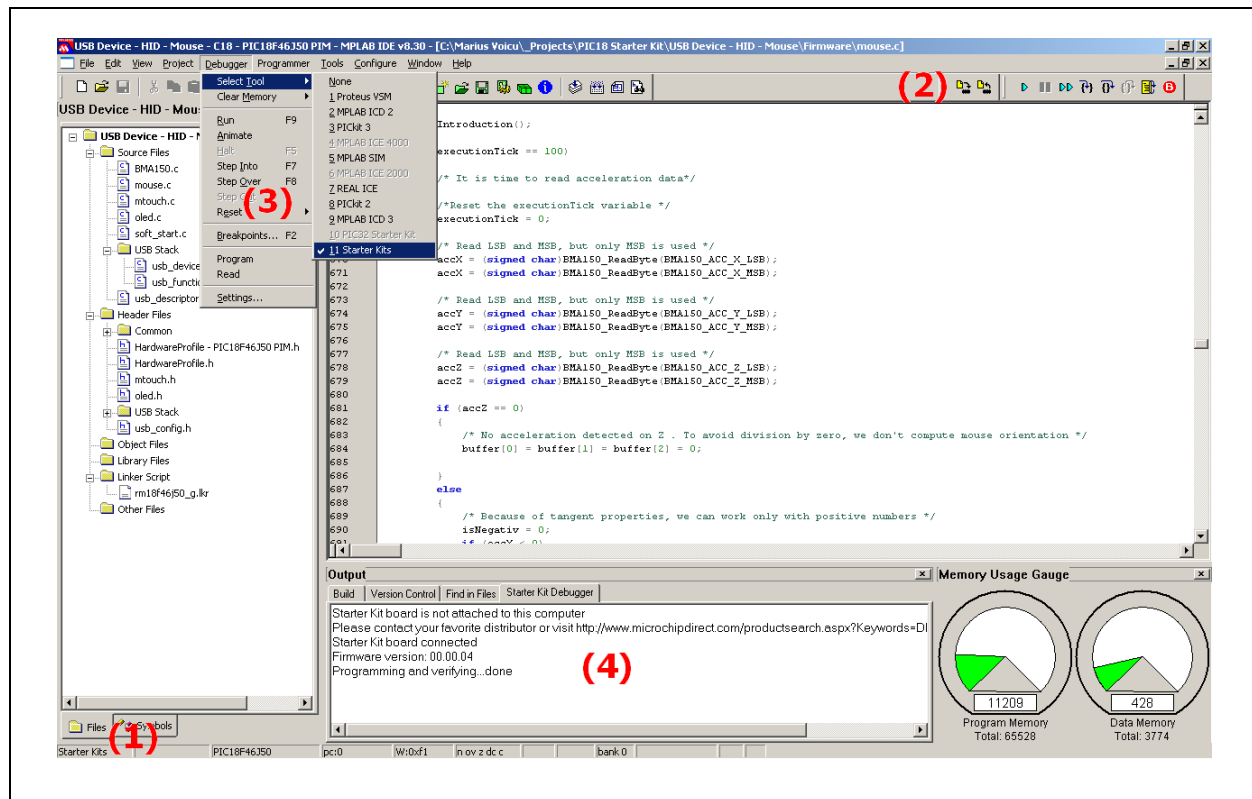 USB Device - HID - Mouse - C18 - PIC18F46J50 PIM - MPLAB IDE v8.30 - [C:\Marius Voicu\_Projects\PIC18 Starter Kit\USB Device - HID - Mouse\Firmware\mouse.c]
File Edit View Project Debugger Programmer Tools Configure Window Help
(2)
USB Device - HID - Mou
USB Device - HID -
Source Files
BMA150.c
mouse.c
mtouch.c
oled.c
soft_start.c
USB Stack
usb_device
usb_functio
usb_descriptor
Header Files
Common
HardwareProfile - PIC18F46J50 PIM.h
HardwareProfile.h
mtouch.h
oled.h
USB Stack
usb_config.h
Object Files
Library Files
Linker Script
rm18f46j50_g.lkr
Other Files
Files Symbols
(1)
Select Tool
Clear Memory
Run F9
Animate
Halt F5
Step Into F7
Step Over F8
Step
(3)
Reset
Breakpoints... F2
Program
Read
Settings...
None
1 Proteus VSM
2 MPLAB ICD 2
3 PICkit 3
4 MPLAB ICE 4000
5 MPLAB SIM
6 MPLAB ICE 2000
7 REAL ICE
8 PICkit 2
9 MPLAB ICD 3
10 PIC32 Starter Kit
11 Starter Kits
Introduction();
executionTick == 100)
/* It is time to read acceleration data*/
/*Reset the executionTick variable */
executionTick = 0;
/* Read LSB and MSB, but only MSB is used */
670 accX = (signed char)BMA150_ReadByte(BMA150_ACC_X_LSB);
671 accX = (signed char)BMA150_ReadByte(BMA150_ACC_X_MSB);
672
673 /* Read LSB and MSB, but only MSB is used */
674 accY = (signed char)BMA150_ReadByte(BMA150_ACC_Y_LSB);
675 accY = (signed char)BMA150_ReadByte(BMA150_ACC_Y_MSB);
676
677 /* Read LSB and MSB, but only MSB is used */
678 accZ = (signed char)BMA150_ReadByte(BMA150_ACC_Z_LSB);
679 accZ = (signed char)BMA150_ReadByte(BMA150_ACC_Z_MSB);
680
681 if (accZ == 0)
682 {
683 /* No acceleration detected on Z . To avoid division by zero, we don't compute mouse orientation */
684 buffer[0] = buffer[1] = buffer[2] = 0;
685
686 }
687 else
688 {
689 /* Because of tangent properties, we can work only with positive numbers */
690 isNegativ = 0;
691 if (accY < 0)
Output
Build Version Control Find in Files Starter Kit Debugger
Starter Kit board is not attached to this computer
Please contact your favorite distributor or visit http://www.microchipdirect.com/productsearch.aspx?Keywords=DI
Starter Kit board connected
Firmware version: 00.00.04
Programming and verifying...done
(4)
Memory Usage Gauge
11209
Program Memory
Total: 65528
428
Data Memory
Total: 3774
Starter Kits PIC18F46J50 pc:0 W:0xf1 n ov z dc c bank 0